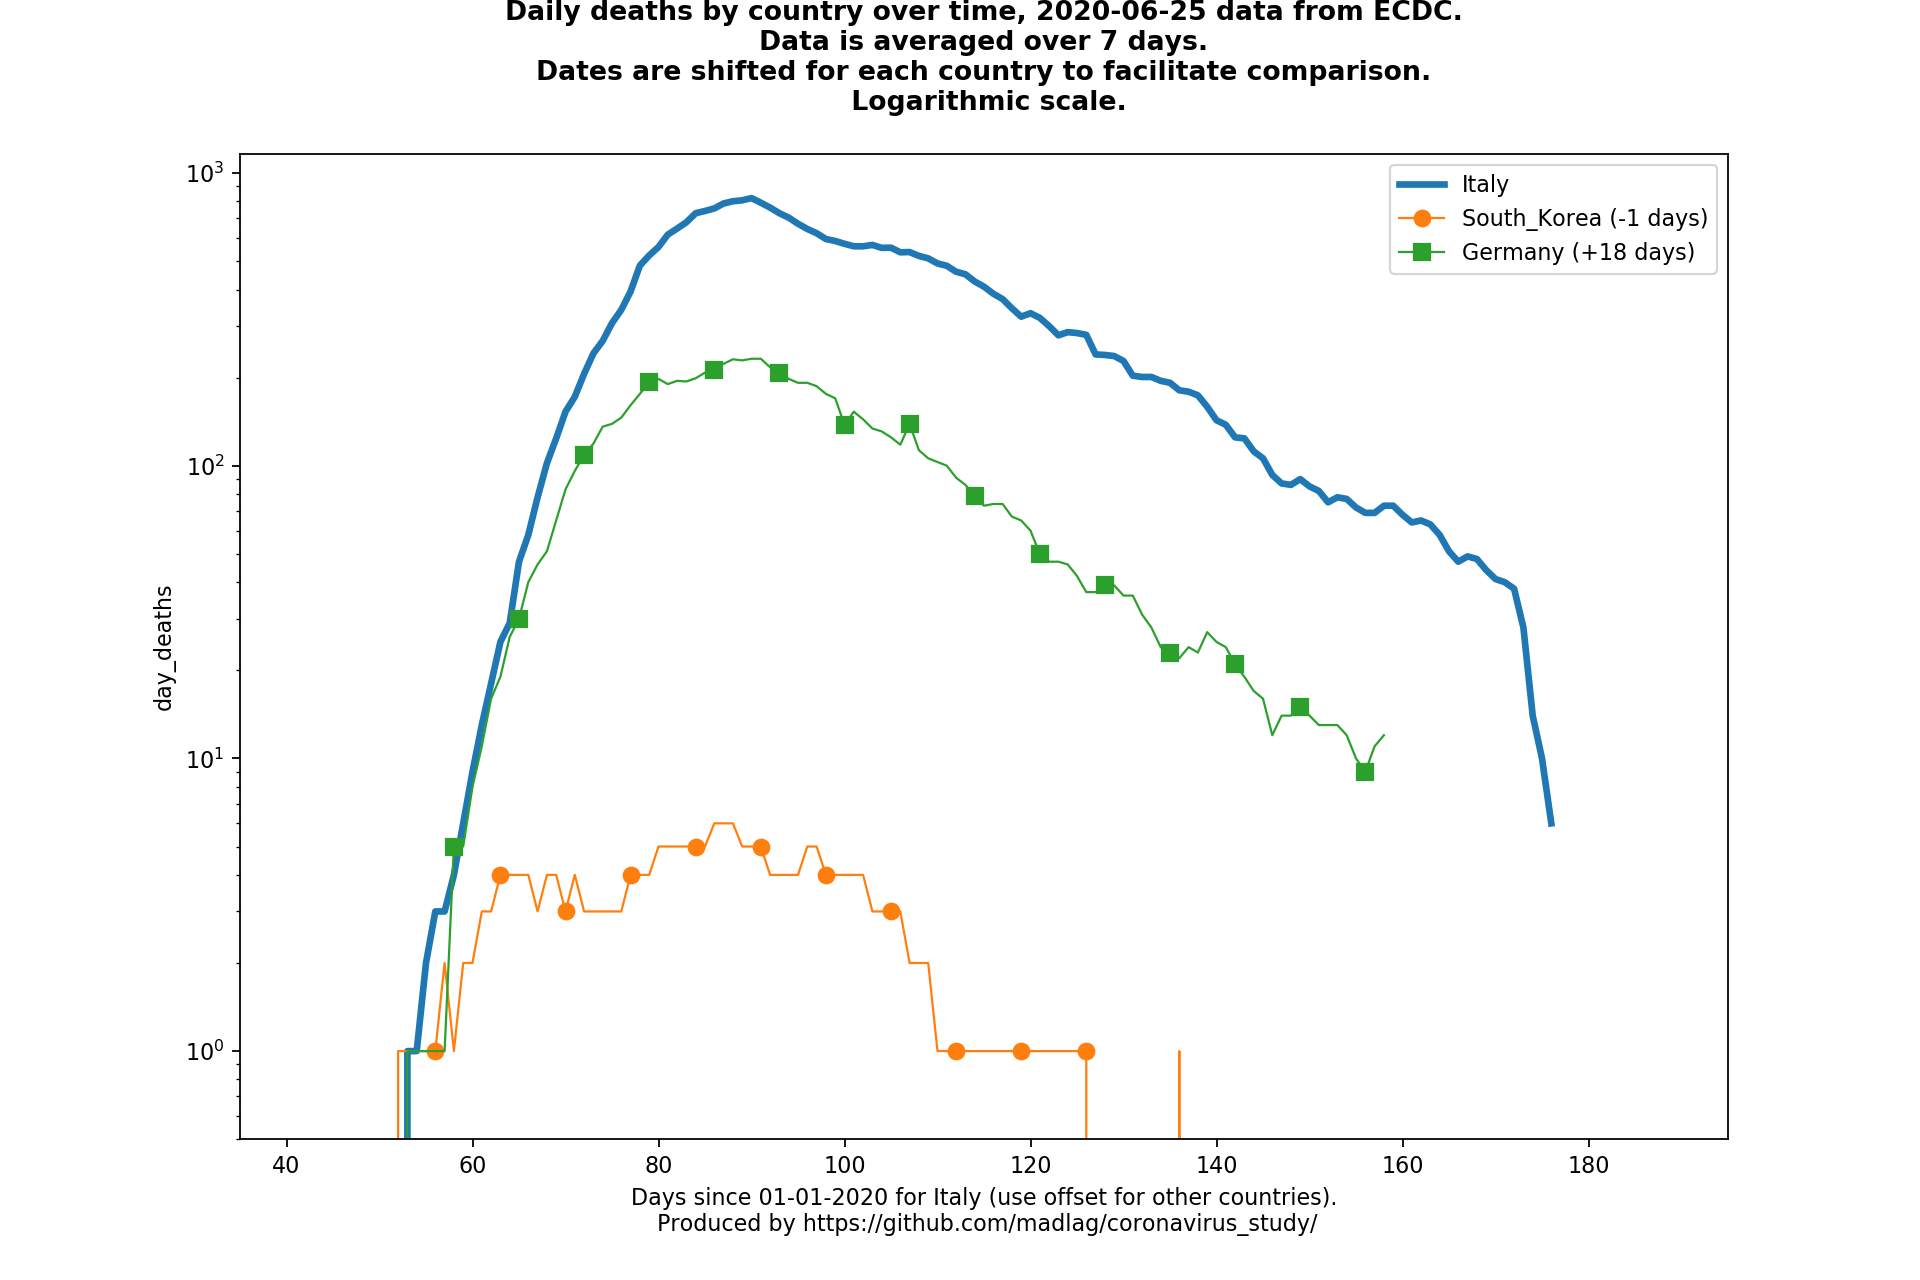 Daily deaths by country over time, 2020-06-25 data from ECDC.
Data is averaged over 7 days.
Dates are shifted for each country to facilitate comparison.
Logarithmic scale.
10³
Italy
South_Korea (-1 days)
Germany (+18 days)
10²
day_deaths
10¹
10⁰
40 60 80 100 120 140 160 180
Days since 01-01-2020 for Italy (use offset for other countries).
Produced by https://github.com/madlag/coronavirus_study/